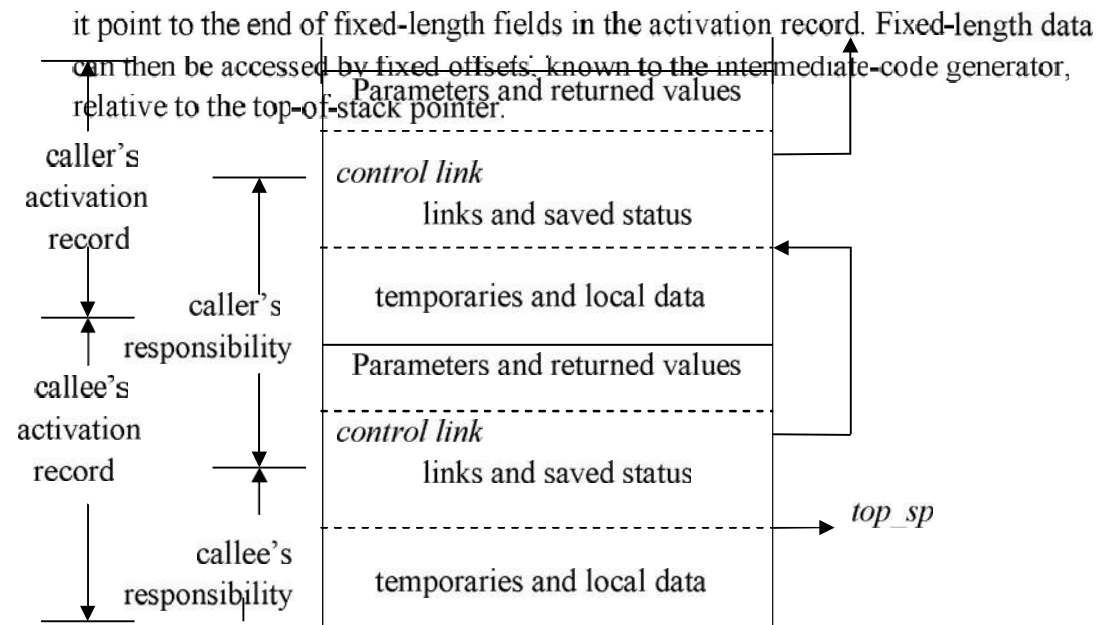 it point to the end of fixed-length fields in the activation record. Fixed-length data
can then be accessed by fixed offsets, known to the intermediate-code generator,
relative to the top-of-stack pointer.
Parameters and returned values
caller's
activation
record
control link
links and saved status
temporaries and local data
caller's
responsibility
Parameters and returned values
callee's
activation
record
control link
links and saved status
top_sp
callee's
responsibility
temporaries and local data